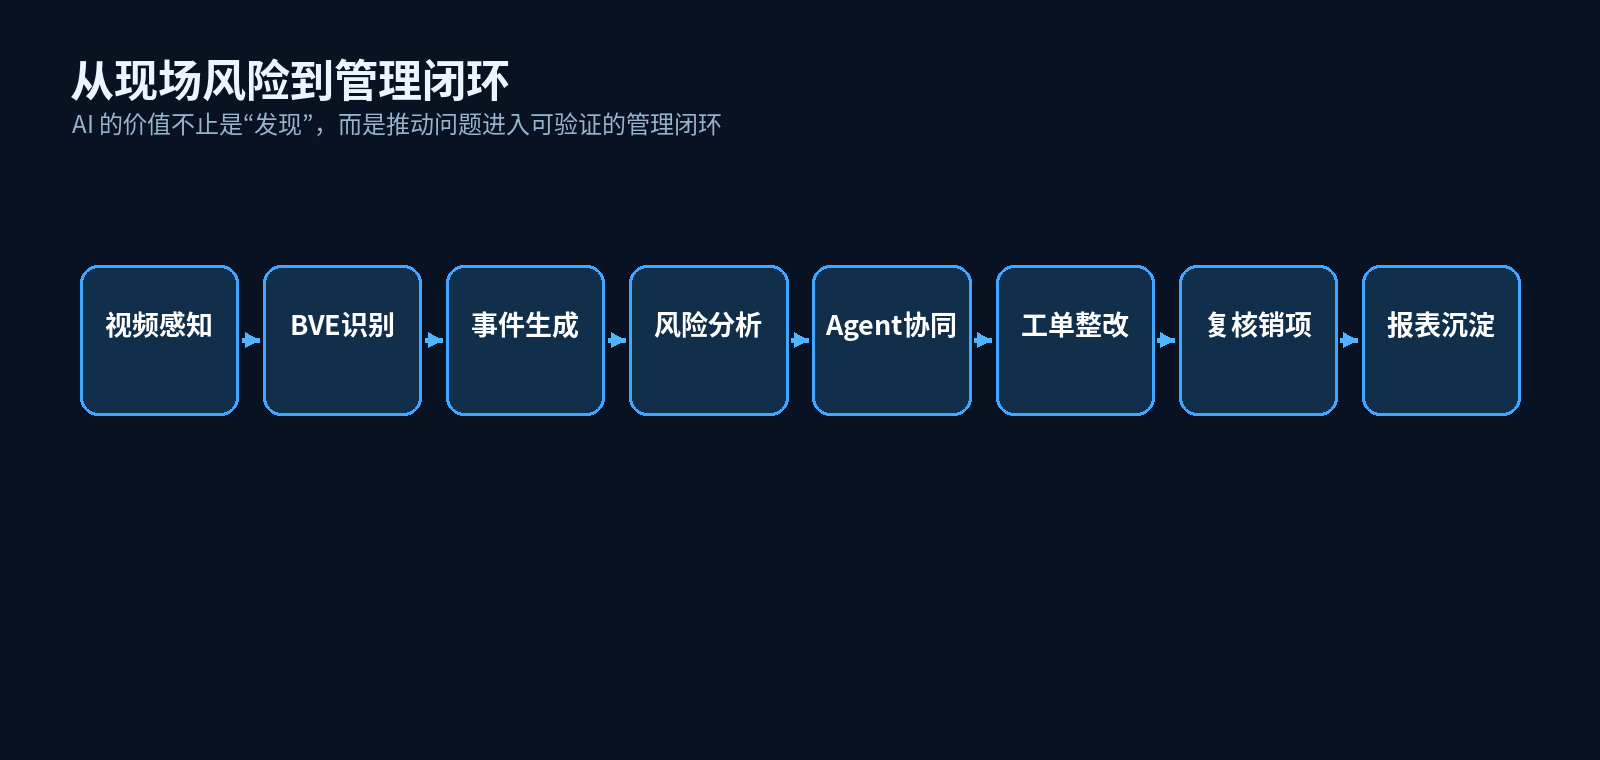 从现场风险到管理闭环
AI 的价值不止是“发现”，而是推动问题进入可验证的管理闭环
视频感知
BVE识别
事件生成
风险分析
Agent协同
工单整改
复核销项
报表沉淀